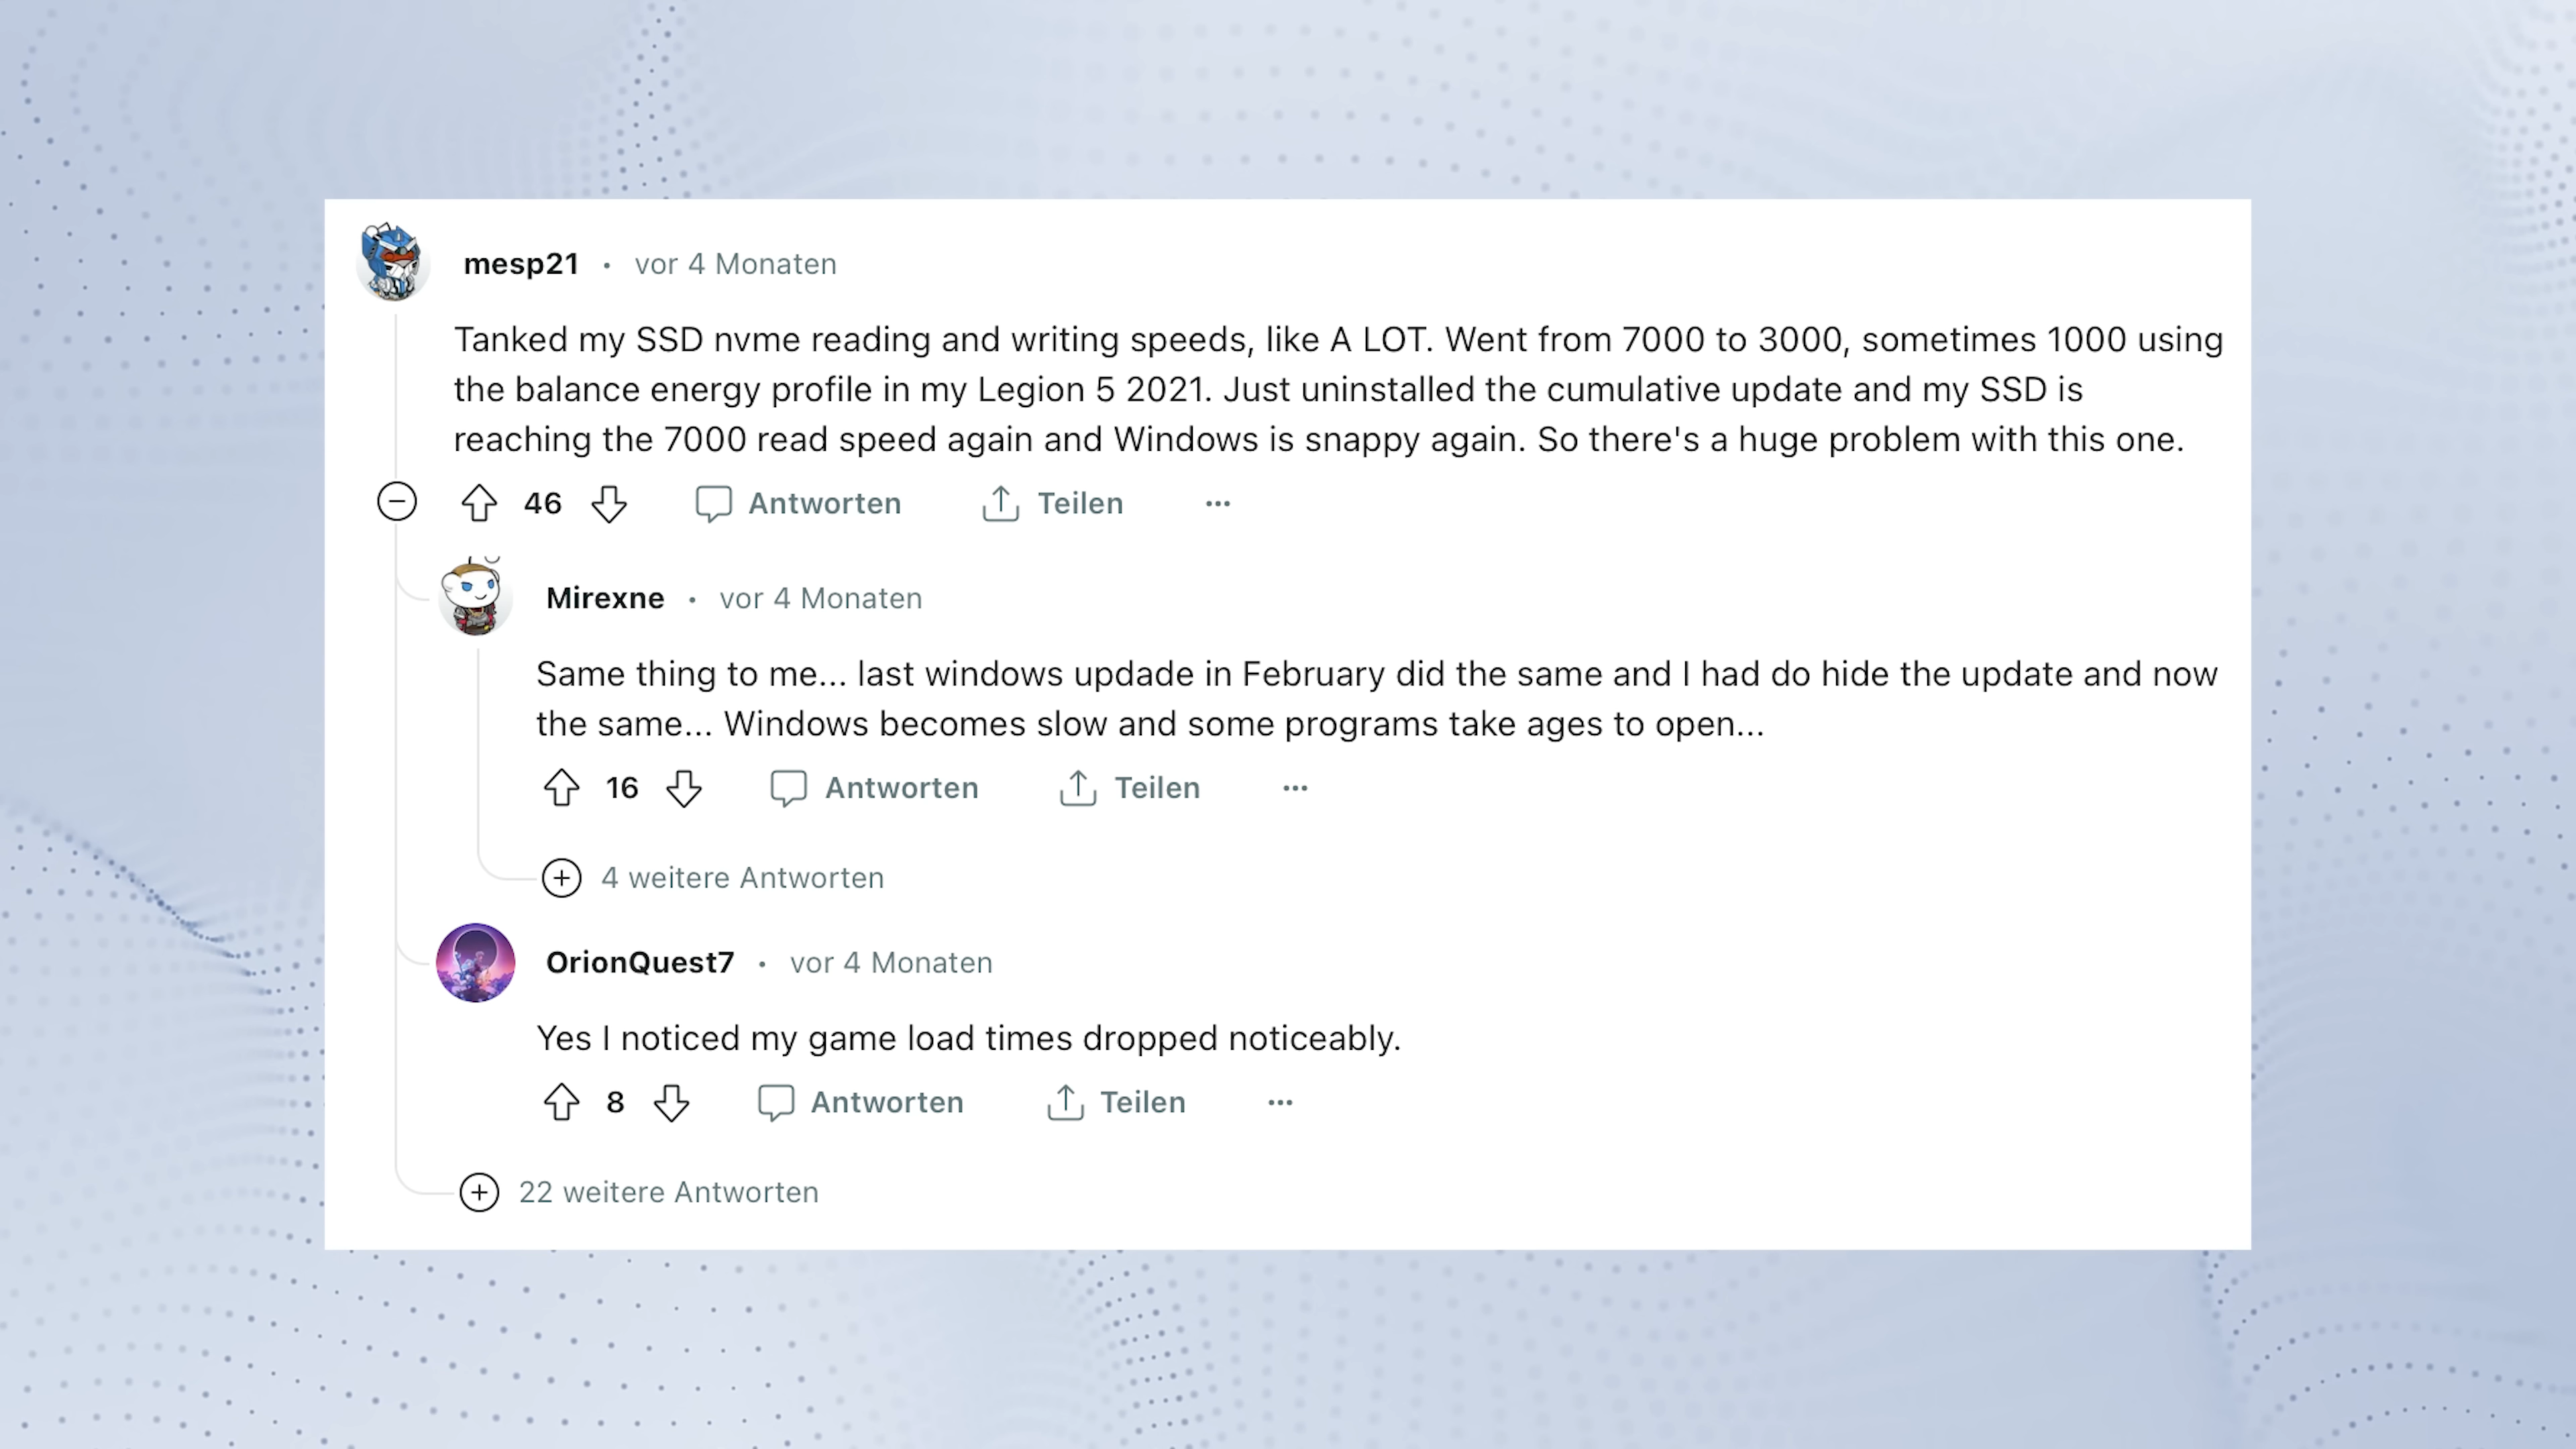 mesp21 • vor 4 Monaten
Tanked my SSD nvme reading and writing speeds, like A LOT. Went from 7000 to 3000, sometimes 1000 using
the balance energy profile in my Legion 5 2021. Just uninstalled the cumulative update and my SSD is
reaching the 7000 read speed again and Windows is snappy again. So there's a huge problem with this one.
46 Antworten Teilen ...
Mirexne • vor 4 Monaten
Same thing to me... last windows updade in February did the same and I had do hide the update and now
the same... Windows becomes slow and some programs take ages to open...
16 Antworten Teilen ...
4 weitere Antworten
OrionQuest7 • vor 4 Monaten
Yes I noticed my game load times dropped noticeably.
8 Antworten Teilen ...
22 weitere Antworten